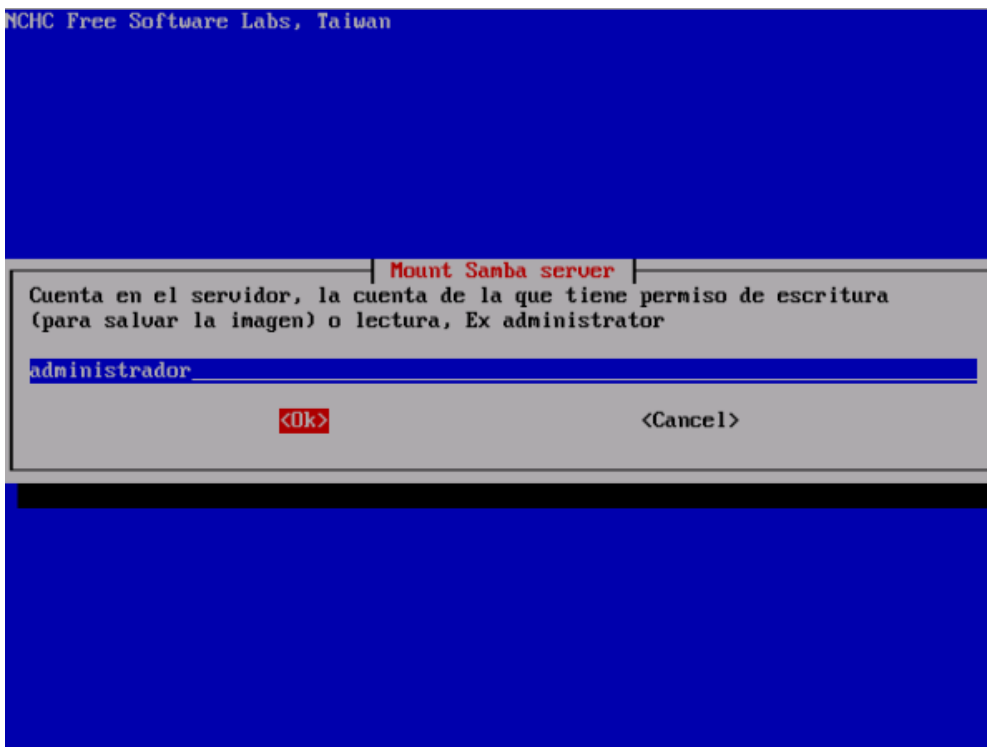 NCHC Free Software Labs, Taiwan
Mount Samba server
Cuenta en el servidor, la cuenta de la que tiene permiso de escritura
(para salvar la imagen) o lectura, Ex administrator
administrador
<Ok> <Cancel>